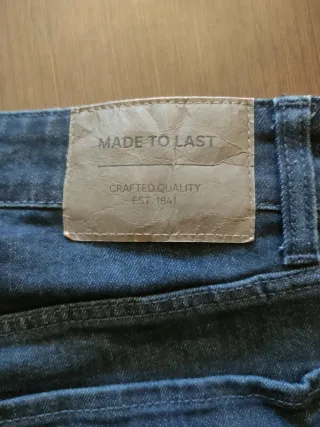 MADE TO LAST
CRAFTED QUALITY
EST. 1841